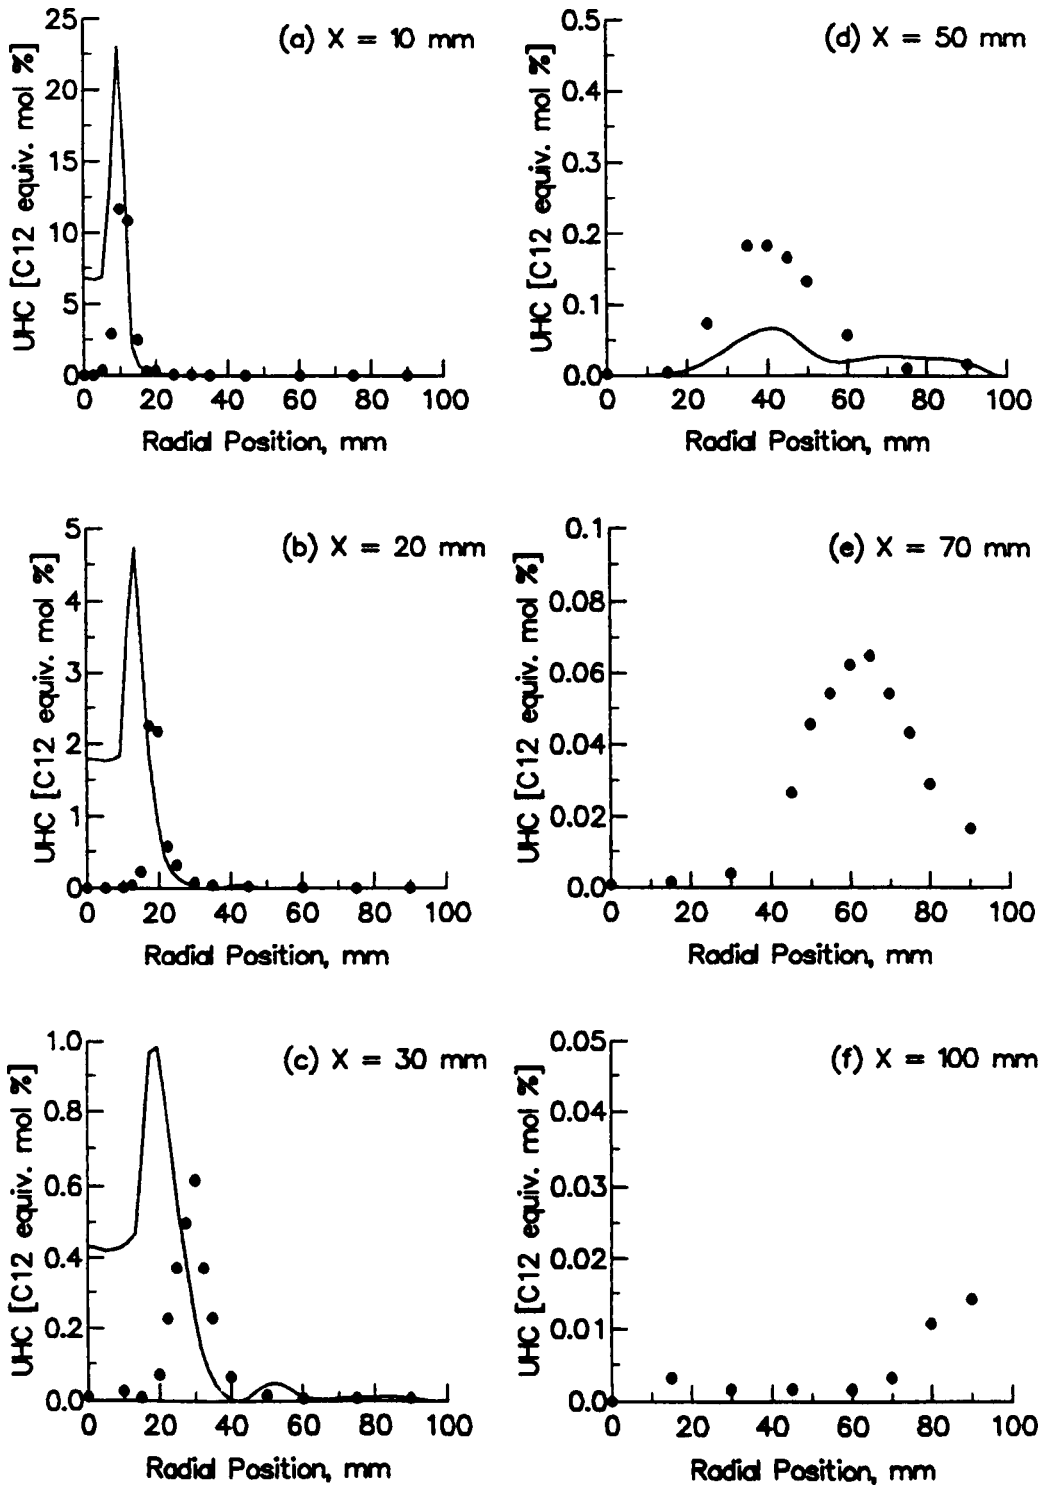 (a) X = 10 mm
UHC [C12 equiv. mol %]
25
20
15
10
5
0
0 20 40 60 80 100
Radial Position, mm
(d) X = 50 mm
UHC [C12 equiv. mol %]
0.5
0.4
0.3
0.2
0.1
0.0
0 20 40 60 80 100
Radial Position, mm
(b) X = 20 mm
UHC [C12 equiv. mol %]
5
4
3
2
1
0
0 20 40 60 80 100
Radial Position, mm
(e) X = 70 mm
UHC [C12 equiv. mol %]
0.1
0.08
0.06
0.04
0.02
0.0
0 20 40 60 80 100
Radial Position, mm
(c) X = 30 mm
UHC [C12 equiv. mol %]
1.0
0.8
0.6
0.4
0.2
0.0
0 20 40 60 80 100
Radial Position, mm
(f) X = 100 mm
UHC [C12 equiv. mol %]
0.05
0.04
0.03
0.02
0.01
0.0
0 20 40 60 80 100
Radial Position, mm